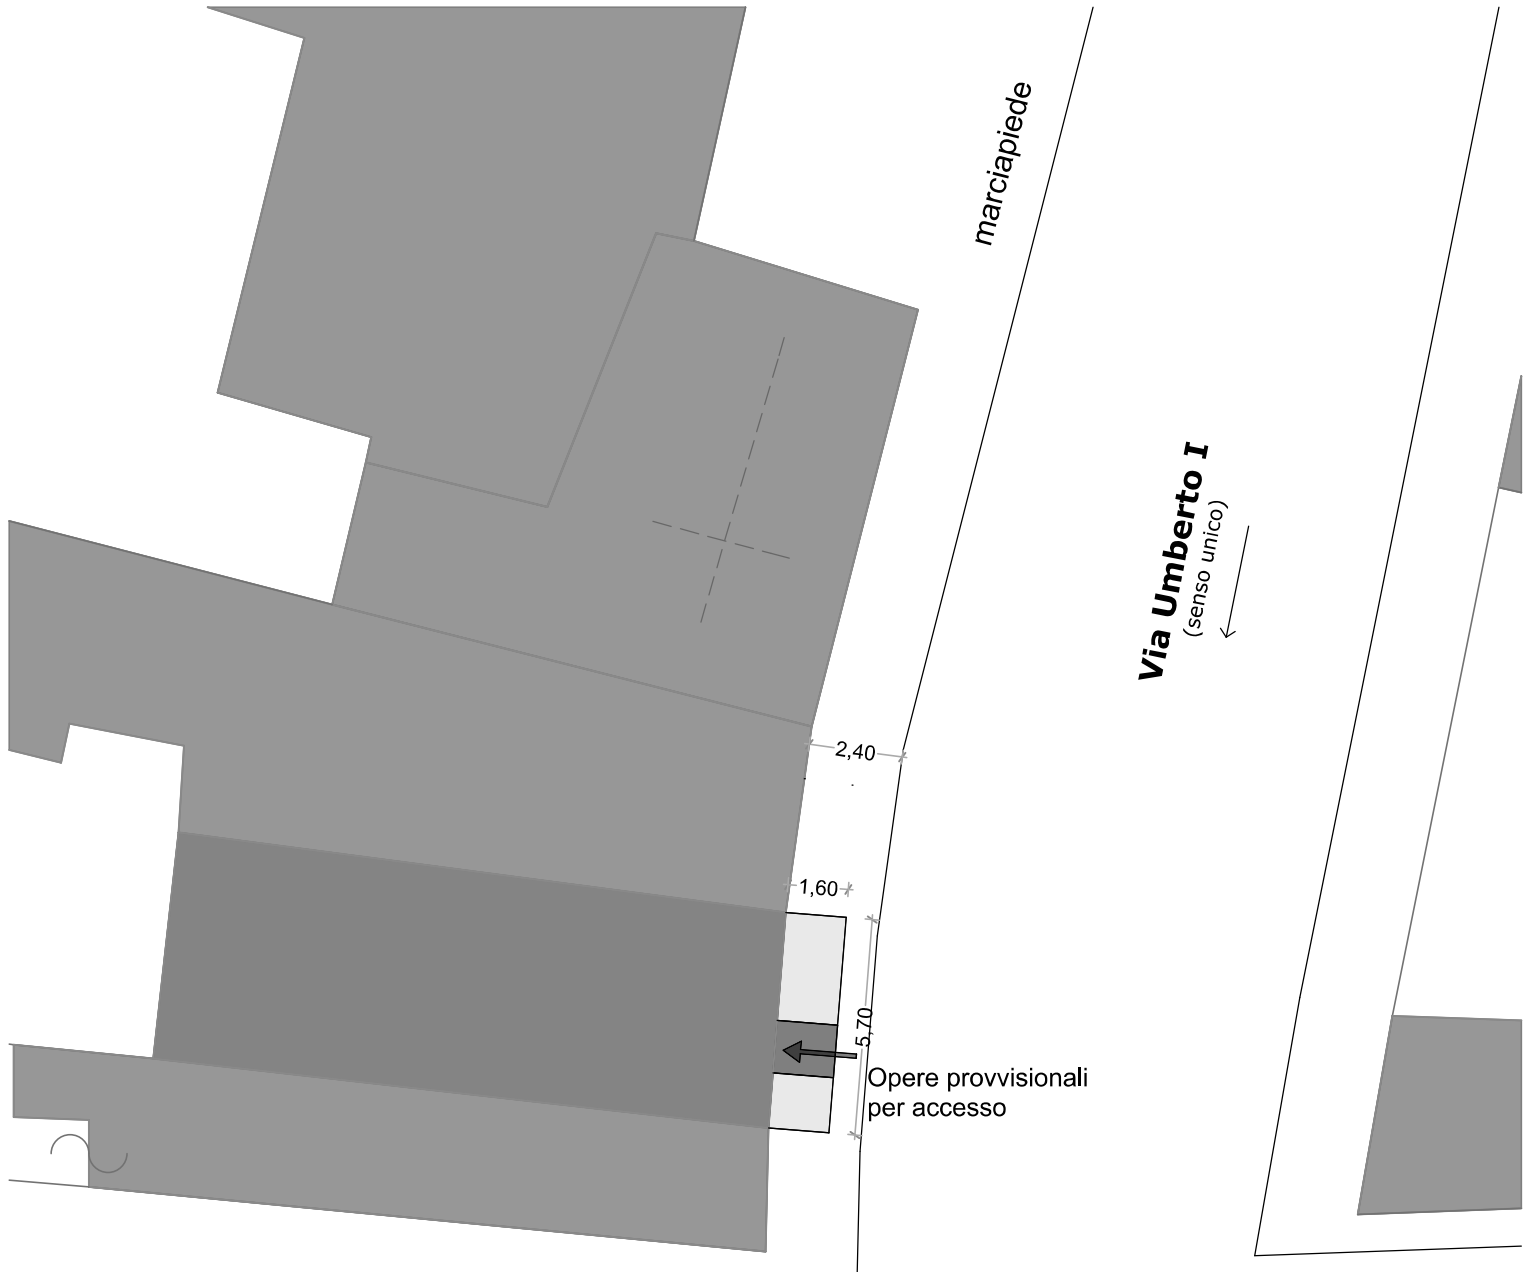 marciapiede
Via Umberto I
(senso unico)
2,40
1,60
5,70
Opere provvisionali
per accesso